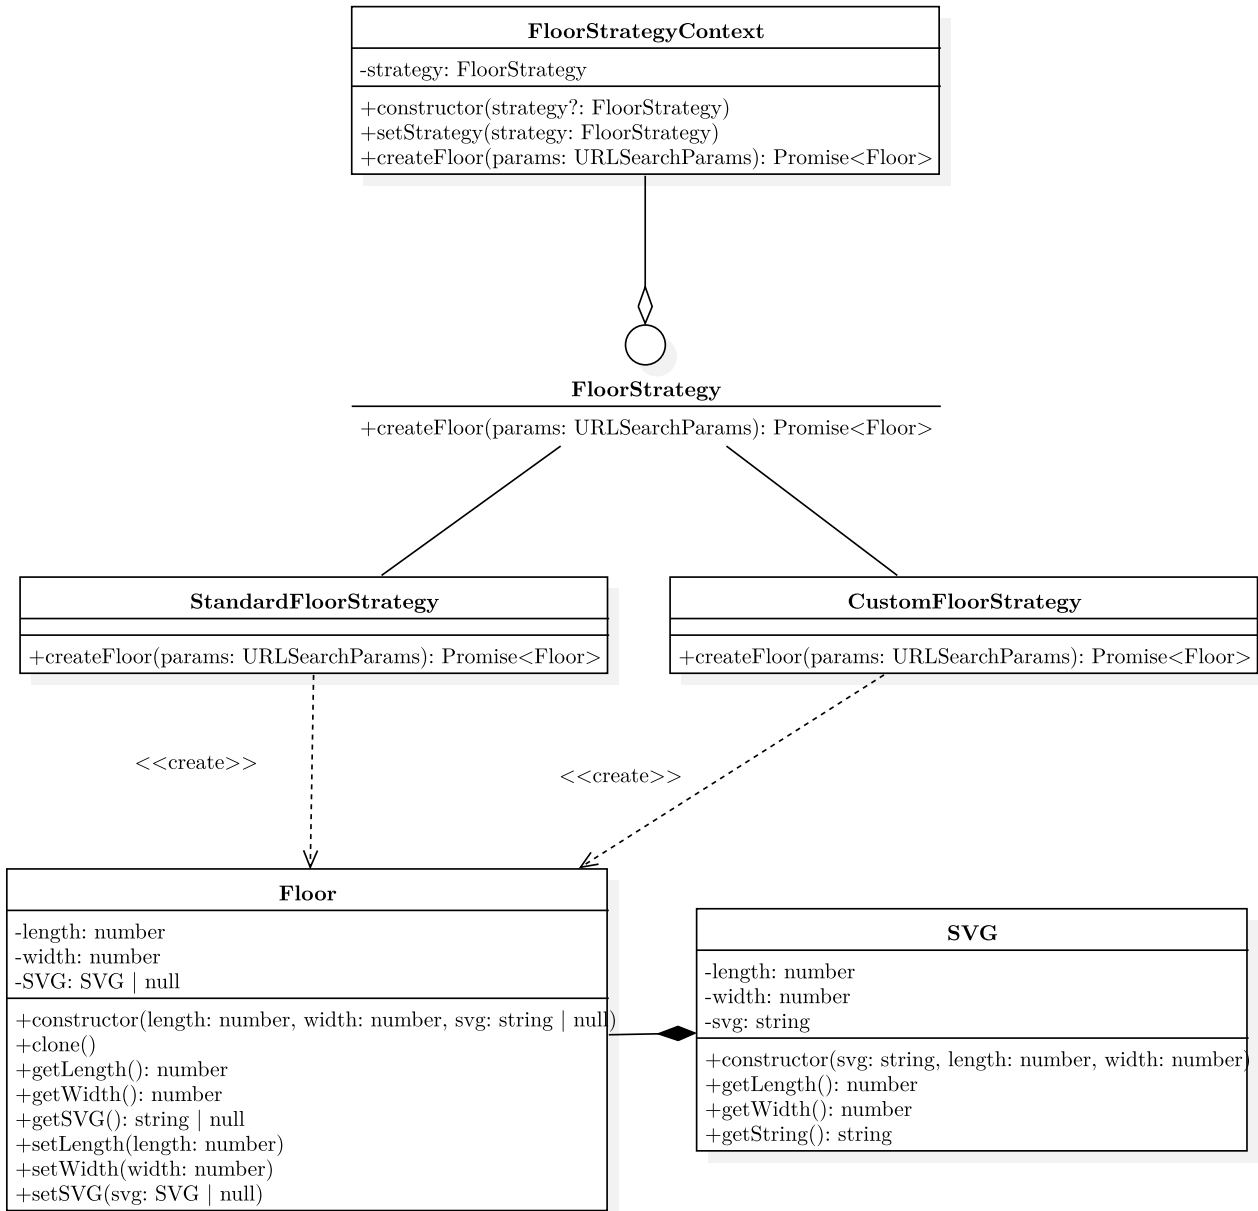 FloorStrategyContext
-strategy: FloorStrategy
+constructor(strategy?: FloorStrategy)
+setStrategy(strategy: FloorStrategy)
+createFloor(params: URLSearchParams): Promise<Floor>
FloorStrategy
+createFloor(params: URLSearchParams): Promise<Floor>
StandardFloorStrategy
+createFloor(params: URLSearchParams): Promise<Floor>
CustomFloorStrategy
+createFloor(params: URLSearchParams): Promise<Floor>
<<create>>
<<create>>
Floor
-length: number
-width: number
-SVG: SVG | null
+constructor(length: number, width: number, svg: string | null)
+clone()
+getLength(): number
+getWidth(): number
+getSVG(): string | null
+setLength(length: number)
+setWidth(width: number)
+setSVG(svg: SVG | null)
SVG
-length: number
-width: number
-svg: string
+constructor(svg: string, length: number, width: number)
+getLength(): number
+getWidth(): number
+getString(): string